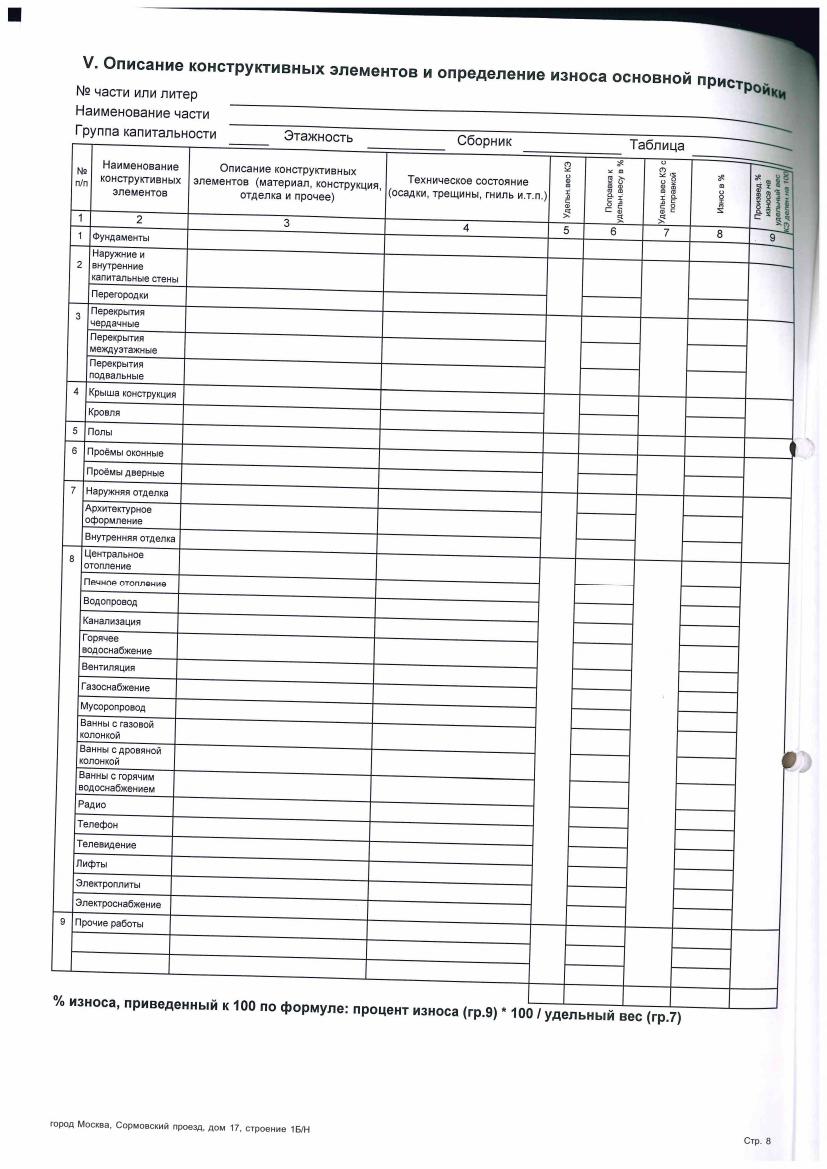 V. Описание конструктивных элементов и определение износа основной пристройки
№ части или литер
Наименование части
Группа капитальности Этажность Сборник Таблица
№ п/п
Наименование конструктивных элементов
Описание конструктивных элементов (материал, конструкция, отделка и прочее)
Техническое состояние (осадки, трещины, гниль и.т.п.)
Удельн.вес КЭ
Поправка к удельн.весу в %
Удельн.вес КЭ с поправкой
Износ в %
Произвед % износа на удельный вес КЭ делен.на 100
1 2 3 4 5 6 7 8 9
1 Фундаменты
2 Наружние и
внутренние
капитальные стены
Перегородки
3 Перекрытия
чердачные
Перекрытия
междуэтажные
Перекрытия
подвальные
4 Крыша конструкция
Кровля
5 Полы
6 Проёмы оконные
Проёмы дверные
7 Наружняя отделка
Архитектурное
оформление
Внутренняя отделка
8 Центральное
отопление
Печное отопление
Водопровод
Канализация
Горячее
водоснабжение
Вентиляция
Газоснабжение
Мусоропровод
Ванны с газовой
колонкой
Ванны с дровяной
колонкой
Ванны с горячим
водоснабжением
Радио
Телефон
Телевидение
Лифты
Электроплиты
Электроснабжение
9 Прочие работы
% износа, приведенный к 100 по формуле: процент износа (гр.9) * 100 / удельный вес (гр.7)
город Москва, Сормовский проезд, дом 17, строение 1Б/Н
Стр. 8